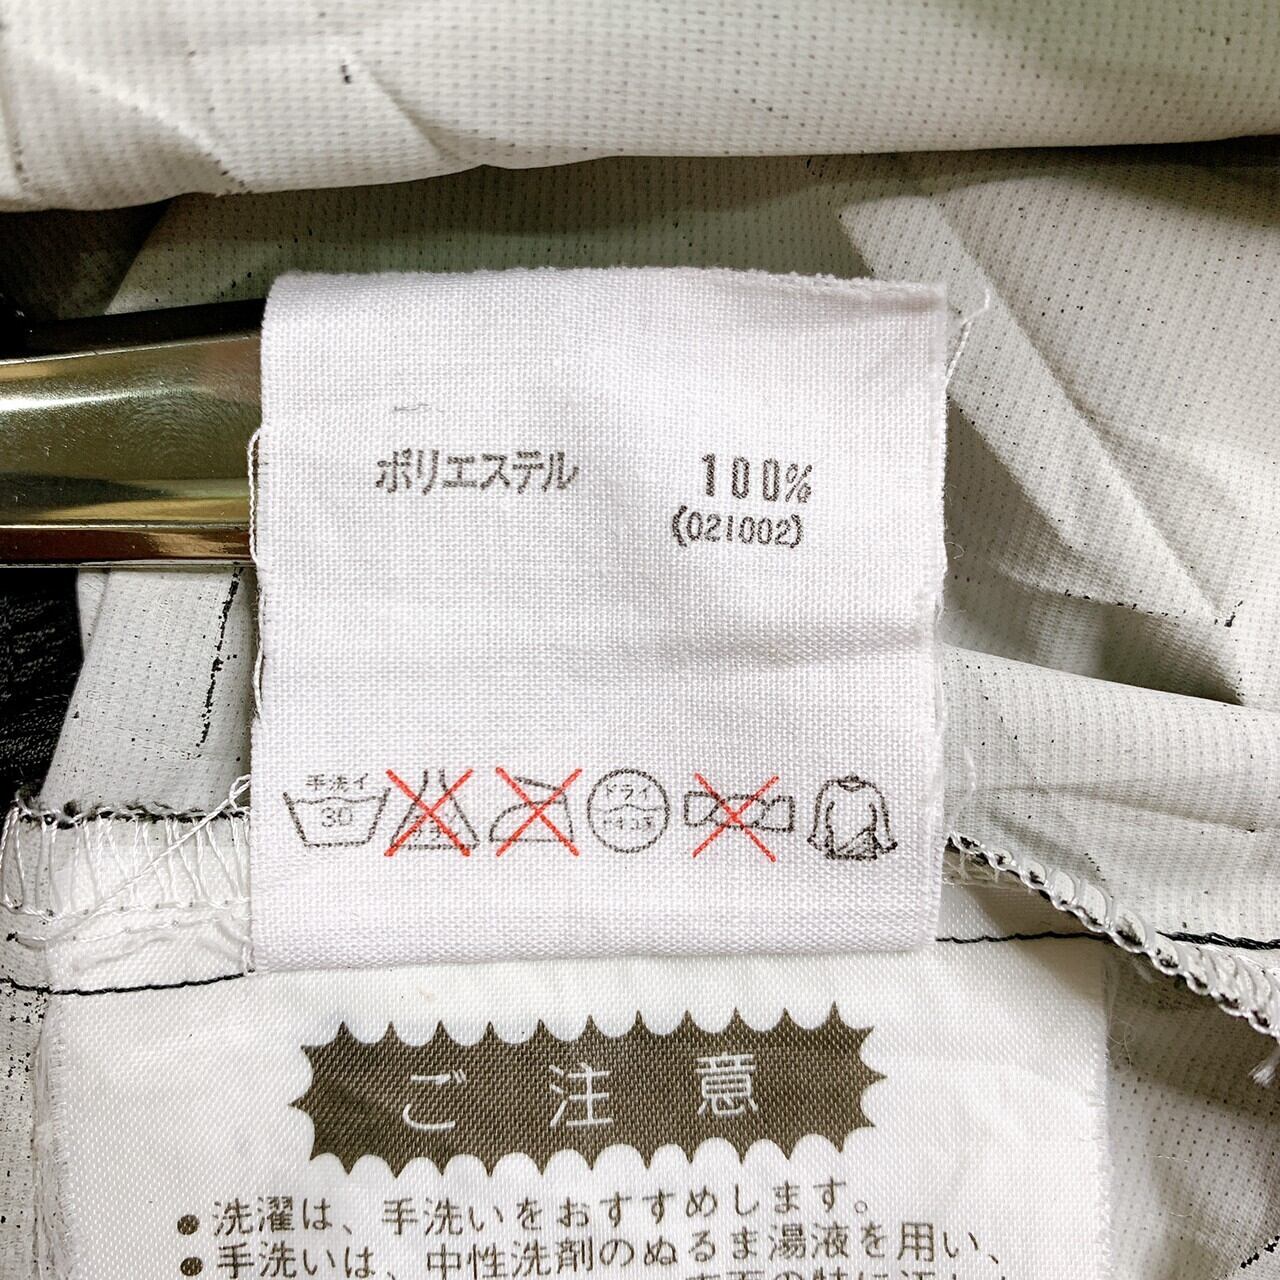 ポリエステル 100%
(021002)
手洗イ
30
ドライ
ご注意
●洗濯は、手洗いをおすすめします。
●手洗いは、中性洗剤のぬるま湯液を用い、